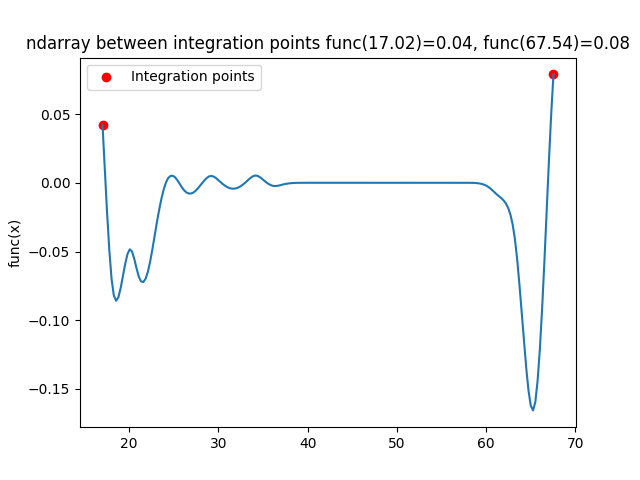 ndarray between integration points func(17.02)=0.04, func(67.54)=0.08
Integration points
func(x)
0.05
0.00
−0.05
−0.10
−0.15
20 30 40 50 60 70